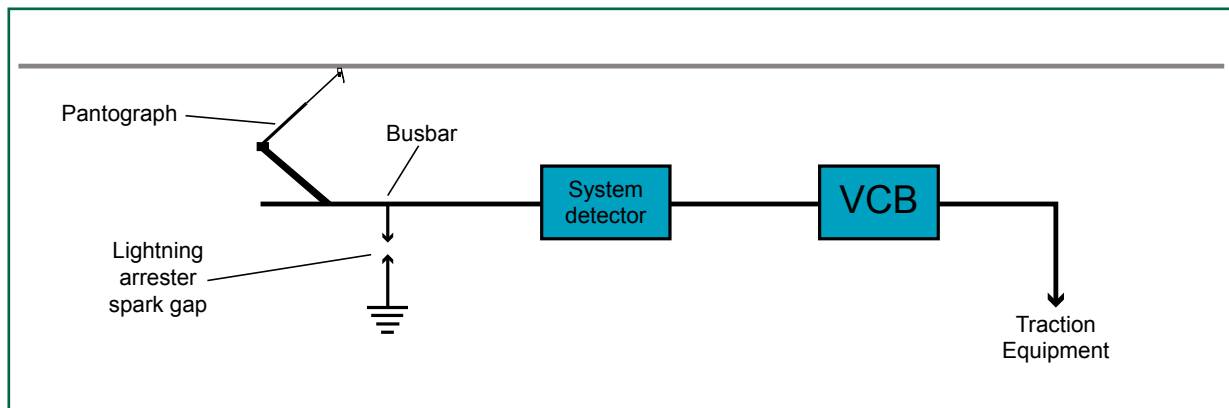 Pantograph
Busbar
System
detector
VCB
Lightning
arrester
spark gap
Traction
Equipment